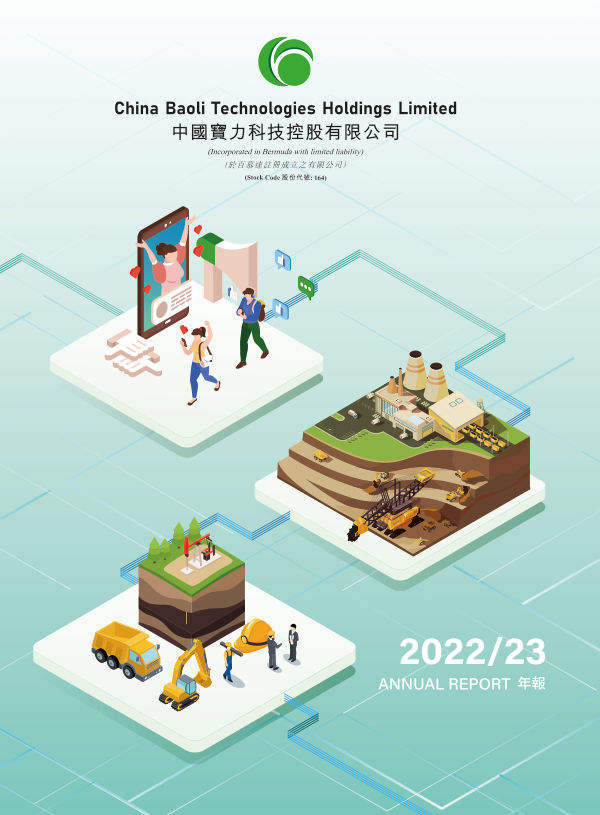 China Baoli Technologies Holdings Limited
中國寶力科技控股有限公司
(Incorporated in Bermuda with limited liability)
(於百慕達註冊成立之有限公司)
(Stock Code 股份代號: 164)
2022/23
ANNUAL REPORT 年報